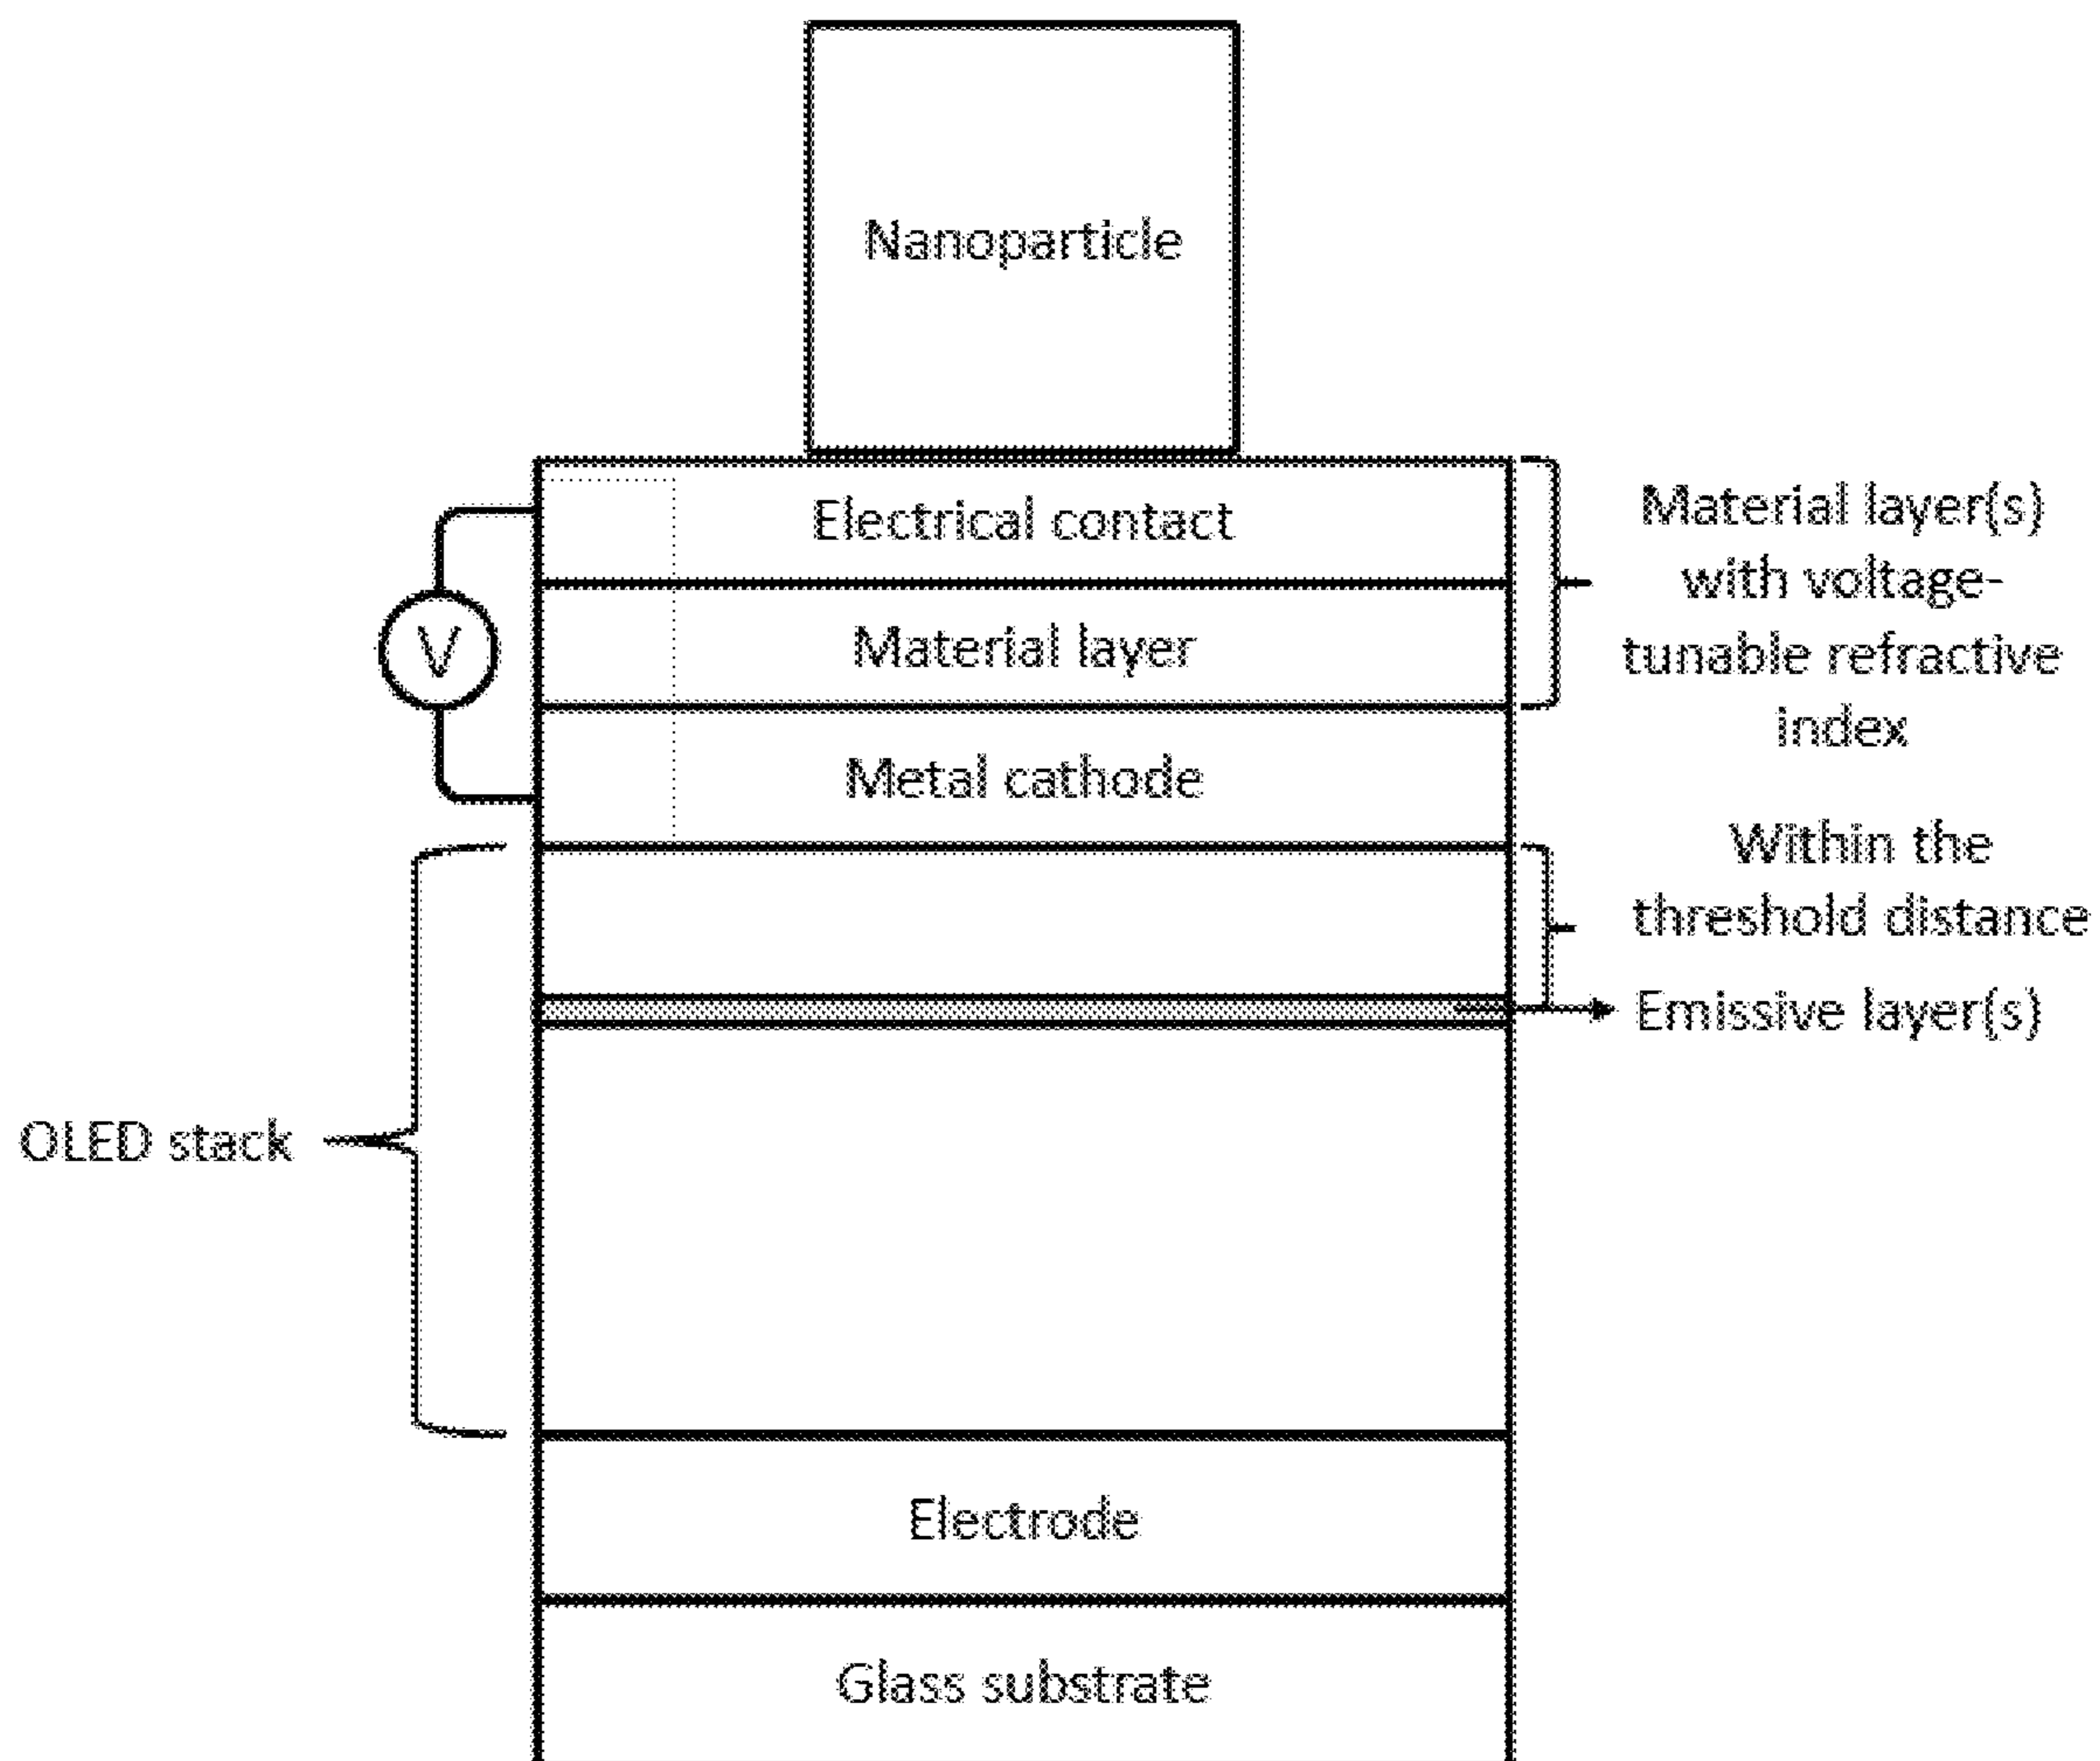 Nanoparticle
Electrical contact
Material layer
Metal cathode
V
Material layer(s)
with voltage-
tunable refractive
index
Within the
threshold distance
Emissive layer(s)
OLED stack
Electrode
Glass substrate